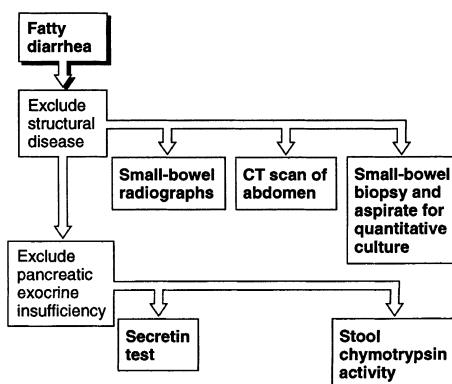 Fatty
diarrhea
Exclude
structural
disease
Small-bowel
radiographs
CT scan of
abdomen
Small-bowel
biopsy and
aspirate for
quantitative
culture
Exclude
pancreatic
exocrine
insufficiency
Secretin
test
Stool
chymotrypsin
activity